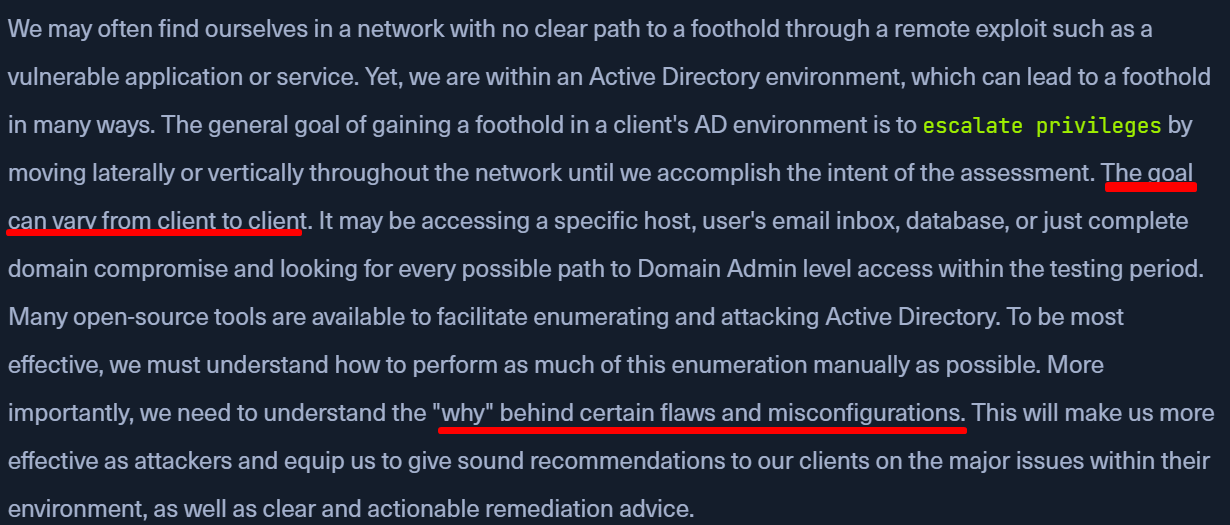 We may often find ourselves in a network with no clear path to a foothold through a remote exploit such as a
vulnerable application or service. Yet, we are within an Active Directory environment, which can lead to a foothold
in many ways. The general goal of gaining a foothold in a client's AD environment is to escalate privileges by
moving laterally or vertically throughout the network until we accomplish the intent of the assessment. The goal
can vary from client to client. It may be accessing a specific host, user's email inbox, database, or just complete
domain compromise and looking for every possible path to Domain Admin level access within the testing period.
Many open-source tools are available to facilitate enumerating and attacking Active Directory. To be most
effective, we must understand how to perform as much of this enumeration manually as possible. More
importantly, we need to understand the "why" behind certain flaws and misconfigurations. This will make us more
effective as attackers and equip us to give sound recommendations to our clients on the major issues within their
environment, as well as clear and actionable remediation advice.